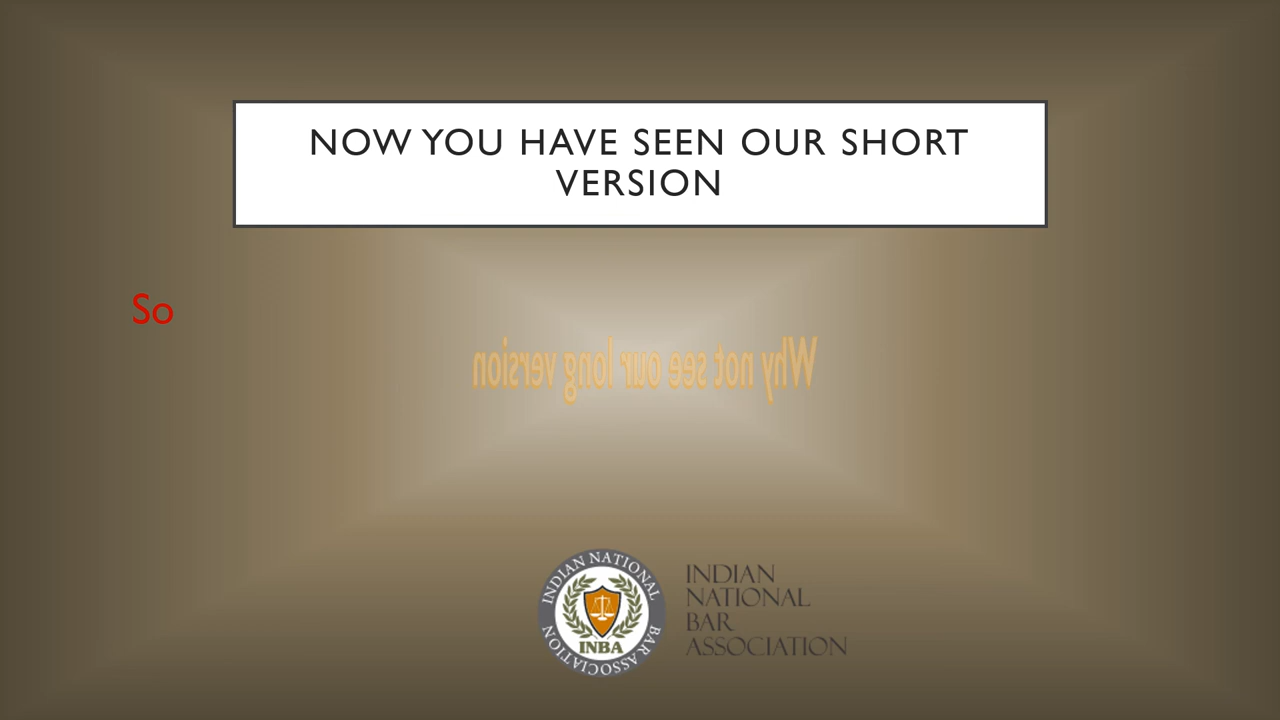 NOW YOU HAVE SEEN OUR SHORT
VERSION
So
Why not see our long version
INDIAN NATIONAL BAR ASSOCIATION
INBA
INDIAN
NATIONAL
BAR
ASSOCIATION